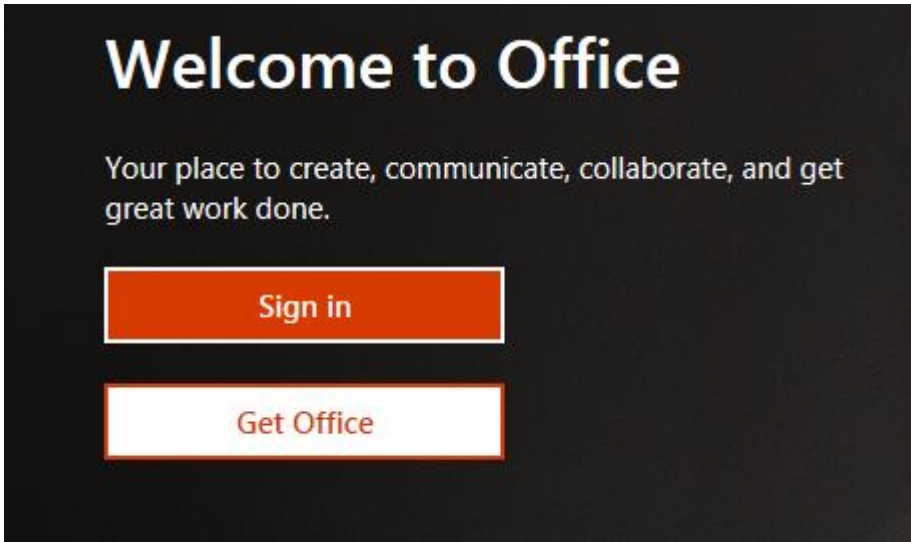 Welcome to Office
Your place to create, communicate, collaborate, and get
great work done.
Sign in
Get Office